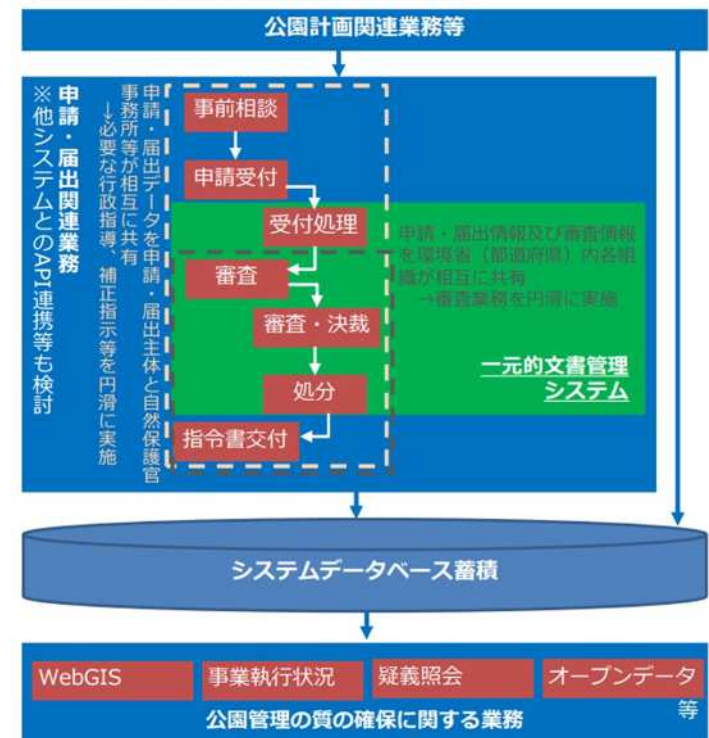 公園計画関連業務等
申請・届出関連業務
※他システムとのAPI連携等も検討
申請・届出データを申請・届出主体と自然保護官
事務所等が相互に共有
→必要な行政指導、補正指示等を円滑に実施
事前相談
申請受付
受付処理
審査
審査・決裁
処分
指令書交付
申請・届出情報及び審査情報
を環境省（都道府県）内各組
織が相互に共有
→審査業務を円滑に実施
一元的文書管理
システム
システムデータベース蓄積
WebGIS
事業執行状況
疑義照会
オープンデータ
等
公園管理の質の確保に関する業務